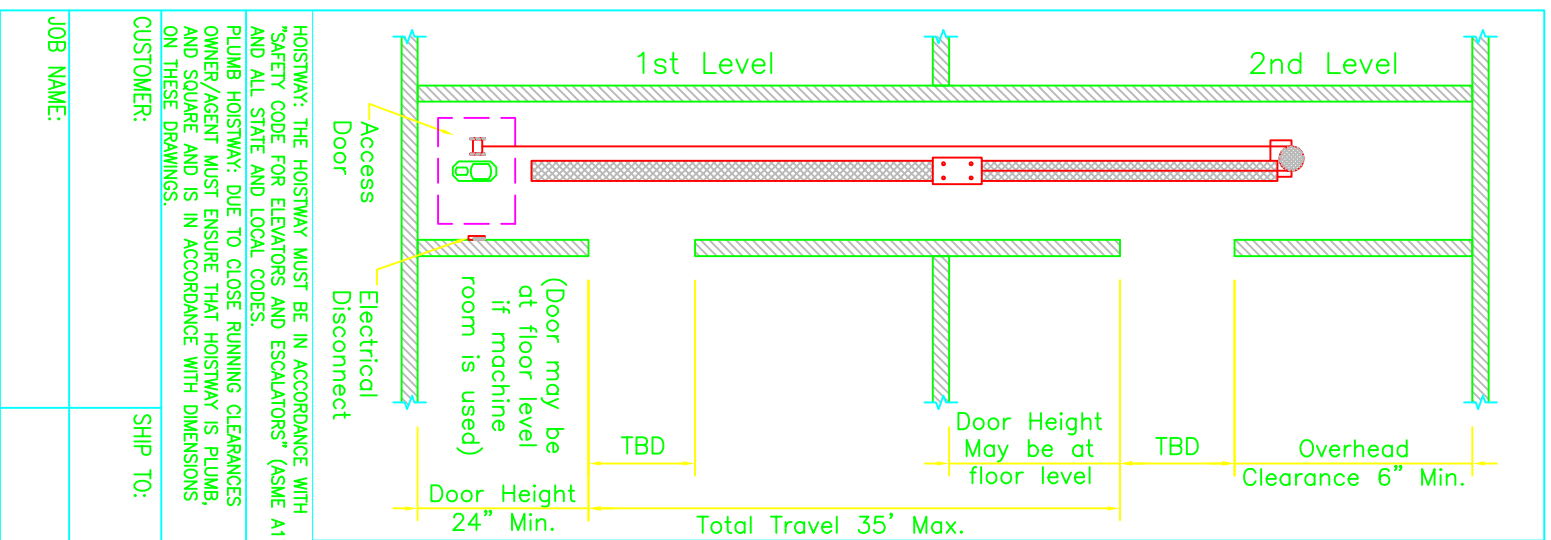 1st Level
2nd Level
Access
Door
Electrical
Disconnect
(Door may be
at floor level
if machine
room is used)
TBD
Door Height
May be at
floor level
TBD
Overhead
Clearance 6" Min.
Door Height
24" Min.
Total Travel 35' Max.
HOISTWAY: THE HOISTWAY MUST BE IN ACCORDANCE WITH
"SAFETY CODE FOR ELEVATORS AND ESCALATORS" (ASME A1
AND ALL STATE AND LOCAL CODES.
PLUMB HOISTWAY: DUE TO CLOSE RUNNING CLEARANCES
OWNER/AGENT MUST ENSURE THAT HOISTWAY IS PLUMB,
AND SQUARE AND IS IN ACCORDANCE WITH DIMENSIONS
ON THESE DRAWINGS.
CUSTOMER:
SHIP TO:
JOB NAME: